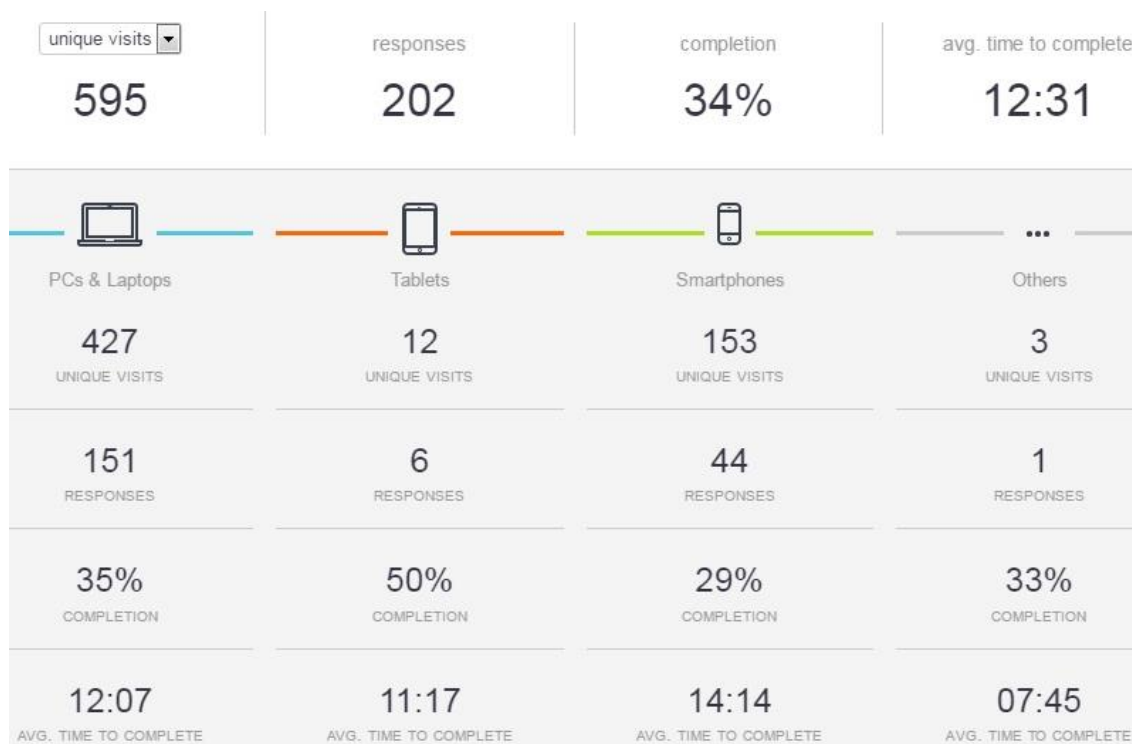 unique visits responses completion avg. time to complete
595 202 34% 12:31
PCs & Laptops Tablets Smartphones Others
427 12 153 3
UNIQUE VISITS UNIQUE VISITS UNIQUE VISITS UNIQUE VISITS
151 6 44 1
RESPONSES RESPONSES RESPONSES RESPONSES
35% 50% 29% 33%
COMPLETION COMPLETION COMPLETION COMPLETION
12:07 11:17 14:14 07:45
AVG. TIME TO COMPLETE AVG. TIME TO COMPLETE AVG. TIME TO COMPLETE AVG. TIME TO COMPLETE